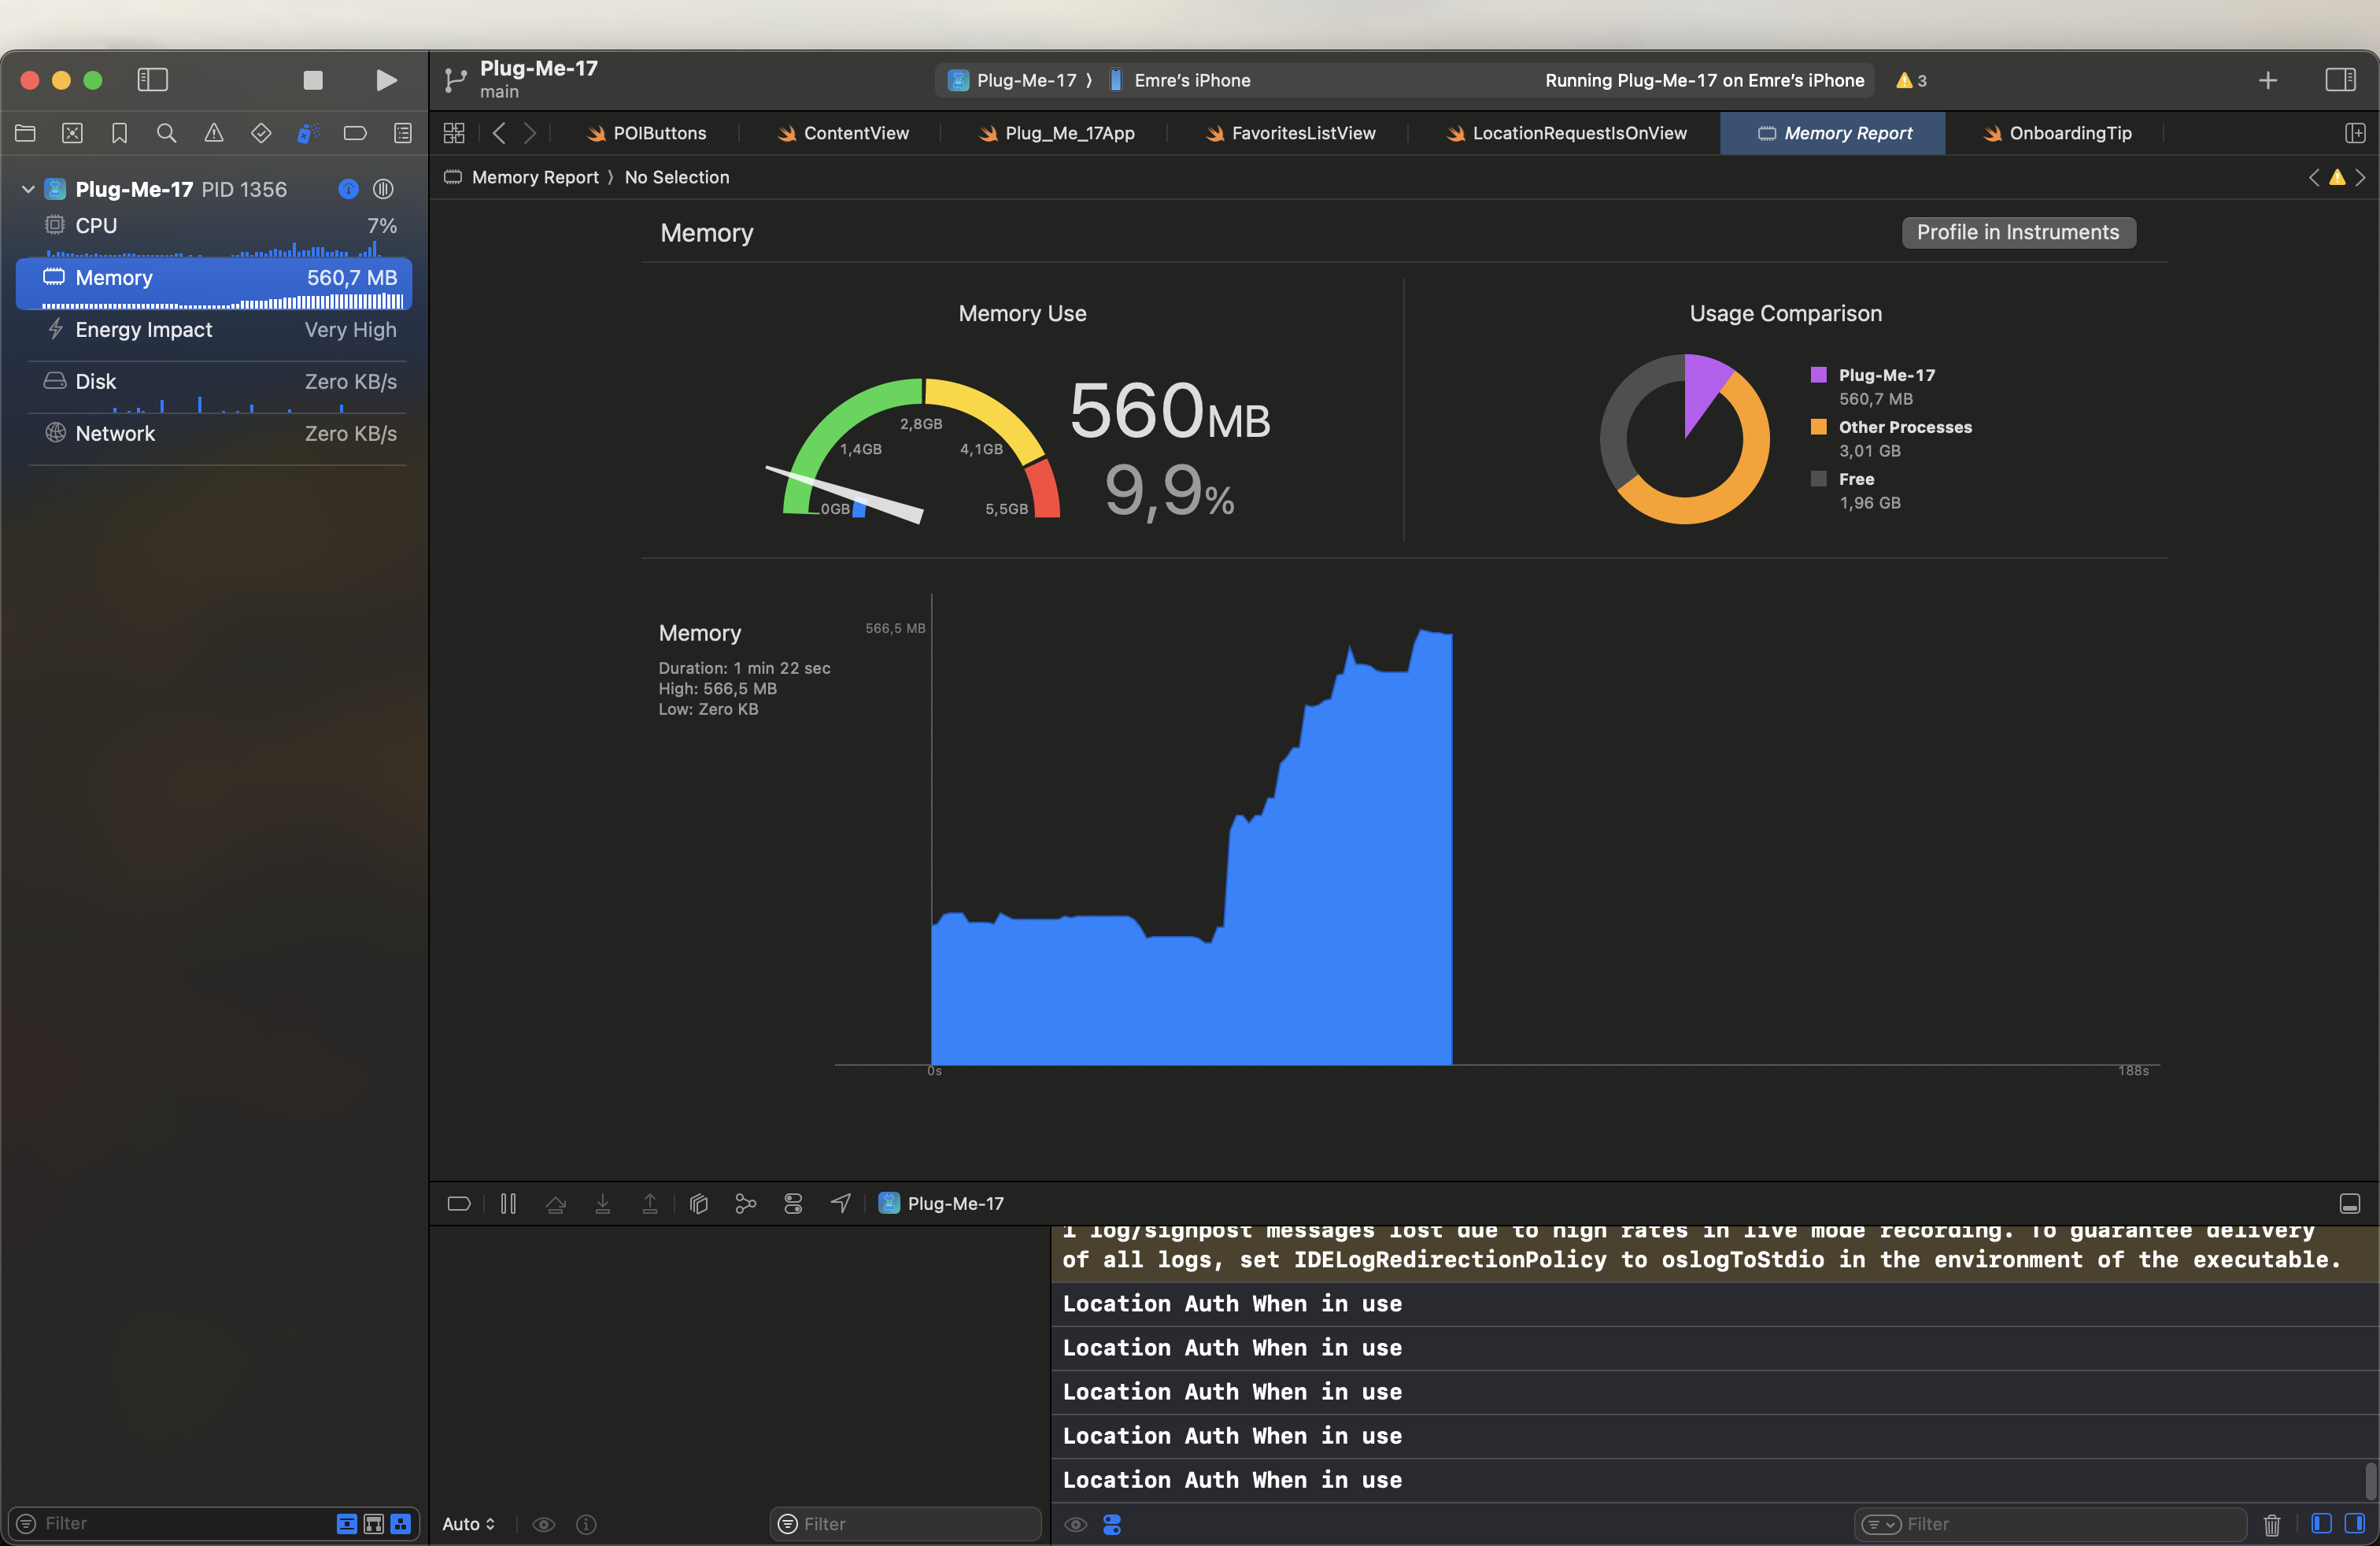 Plug-Me-17
main
Plug-Me-17 ⟩ Emre’s iPhone
Running Plug-Me-17 on Emre’s iPhone
3
POIButtons
ContentView
Plug_Me_17App
FavoritesListView
LocationRequestIsOnView
Memory Report
OnboardingTip
Memory Report ⟩ No Selection
Plug-Me-17 PID 1356
CPU 7%
Memory 560,7 MB
Energy Impact Very High
Disk Zero KB/s
Network Zero KB/s
Filter
Memory
Profile in Instruments
Memory Use
0GB
1,4GB
2,8GB
4,1GB
5,5GB
560MB
9,9%
Usage Comparison
Plug-Me-17
560,7 MB
Other Processes
3,01 GB
Free
1,96 GB
Memory
Duration: 1 min 22 sec
High: 566,5 MB
Low: Zero KB
566,5 MB
0s
188s
Plug-Me-17
1 log/signpost messages lost due to high rates in live mode recording. To guarantee delivery
of all logs, set IDELogRedirectionPolicy to oslogToStdio in the environment of the executable.
Location Auth When in use
Location Auth When in use
Location Auth When in use
Location Auth When in use
Location Auth When in use
Auto
Filter
Filter